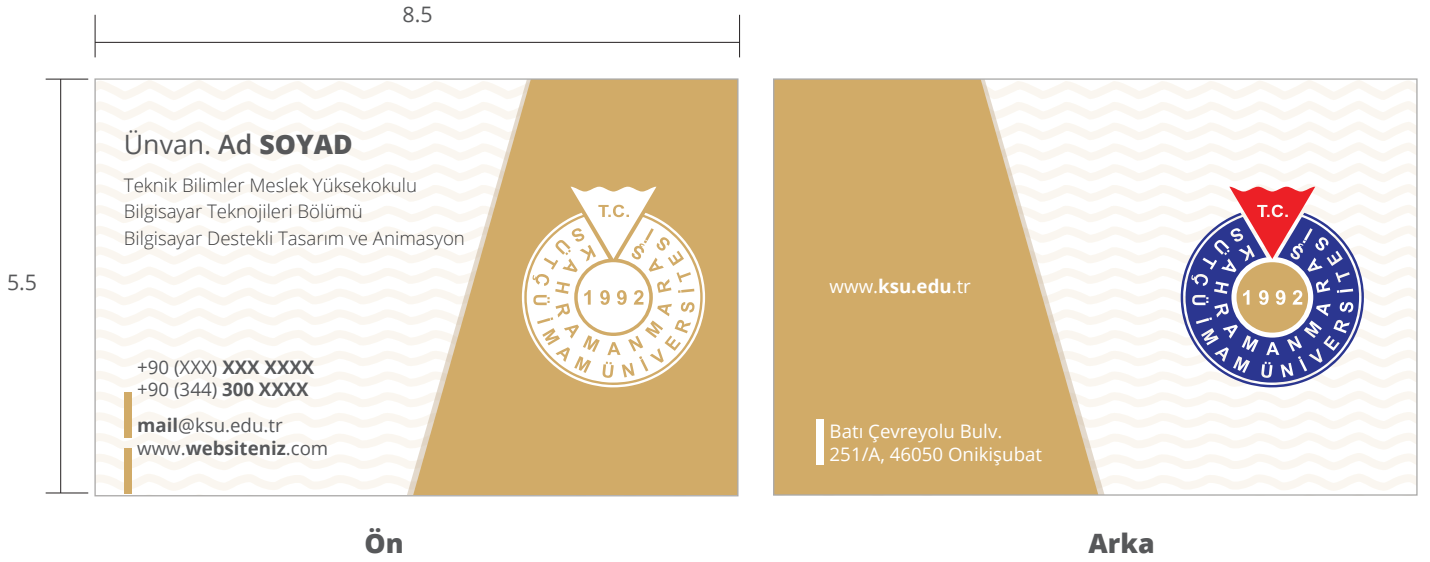 8.5
5.5
Ünvan. Ad SOYAD
Teknik Bilimler Meslek Yüksekokulu
Bilgisayar Teknojileri Bölümü
Bilgisayar Destekli Tasarım ve Animasyon
+90 (XXX) XXX XXXX
+90 (344) 300 XXXX
mail@ksu.edu.tr
www.websiteniz.com
T.C.
KAHRAMANMARAŞ
SÜTÇÜ İMAM ÜNİVERSİTESİ
1992
Ön
www.ksu.edu.tr
Batı Çevreyolu Bulv.
251/A, 46050 Onikişubat
T.C.
KAHRAMANMARAŞ
SÜTÇÜ İMAM ÜNİVERSİTESİ
1992
Arka